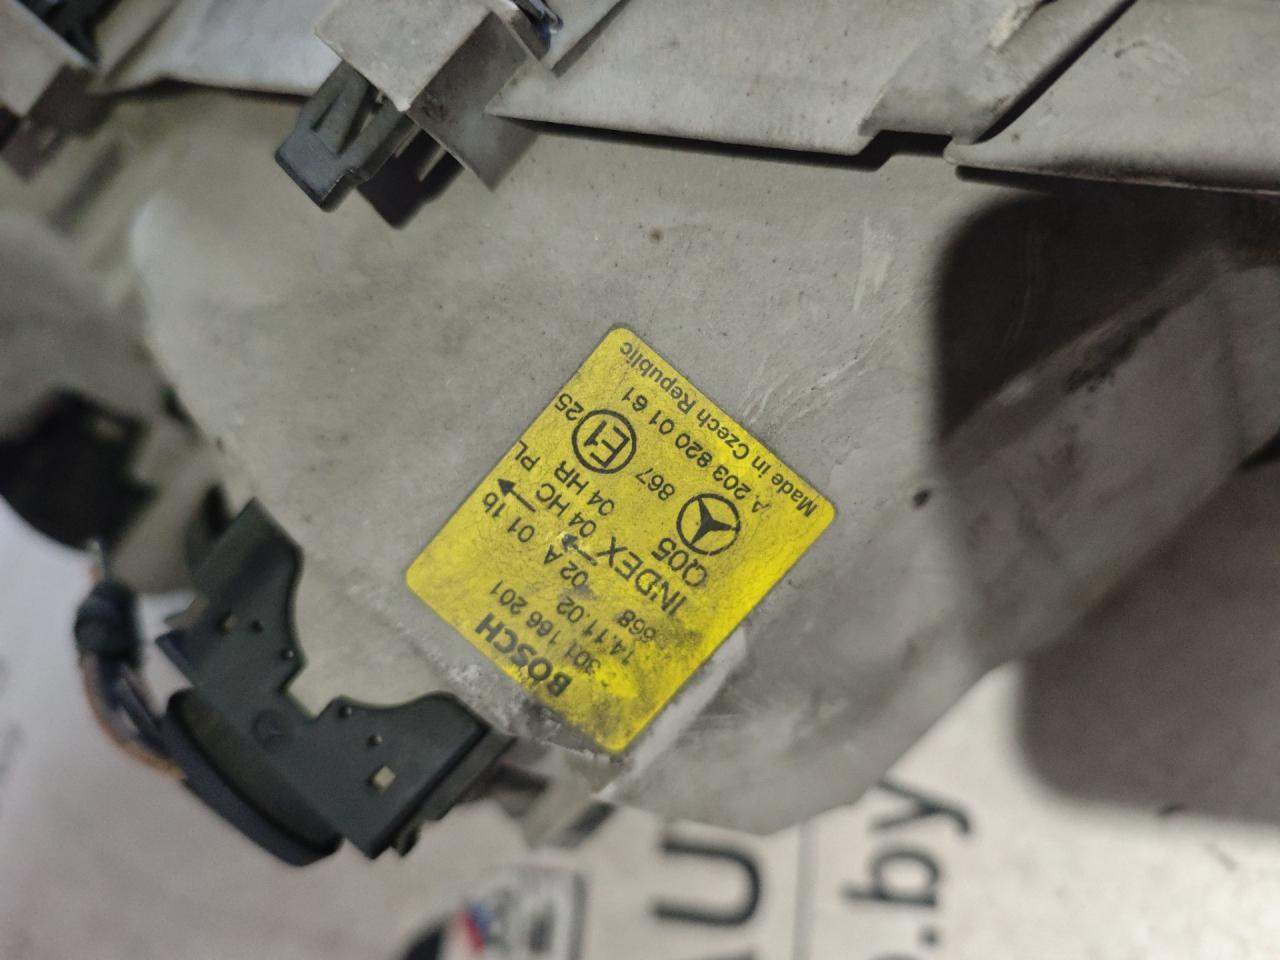 BOSCH
301 166 201
14.11.02 02 A 01 1b
668
INDEX 04 HC PL
Q05 04 HR
867 E1 25
A 203 820 01 61
Made in Czech Republic
.by